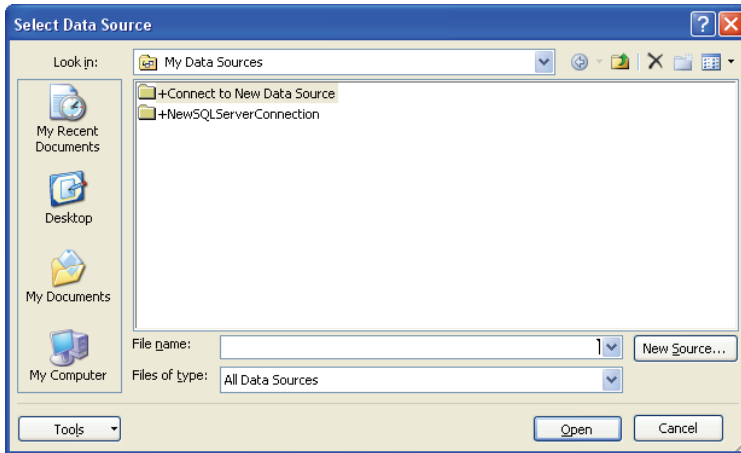 Select Data Source
Look in:
My Data Sources
+Connect to New Data Source
+NewSQLServerConnection
My Recent
Documents
Desktop
My Documents
My Computer
File name:
New Source...
Files of type:
All Data Sources
Tools
Open
Cancel